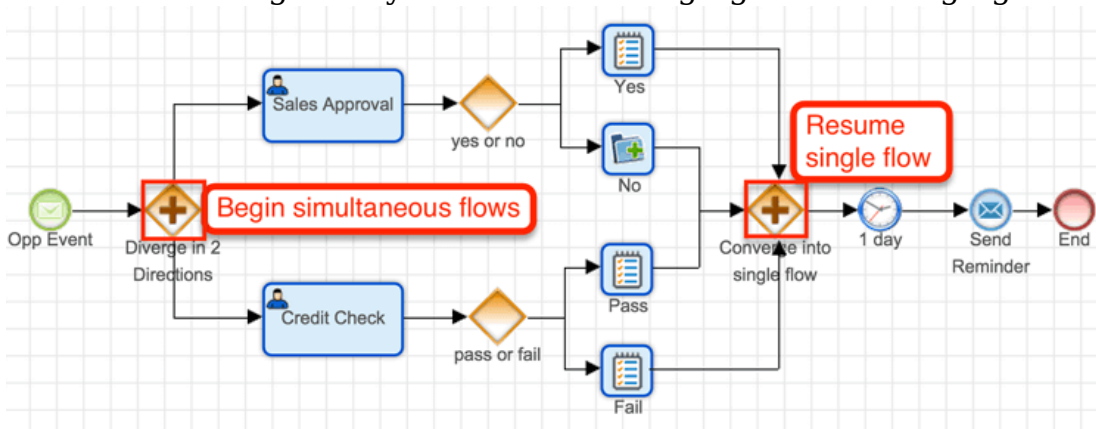 Yes
Sales Approval
yes or no
Resume
single flow
No
Begin simultaneous flows
Opp Event
Diverge in 2
Directions
Converge into
single flow
1 day
Send
Reminder
End
Pass
Credit Check
pass or fail
Fail